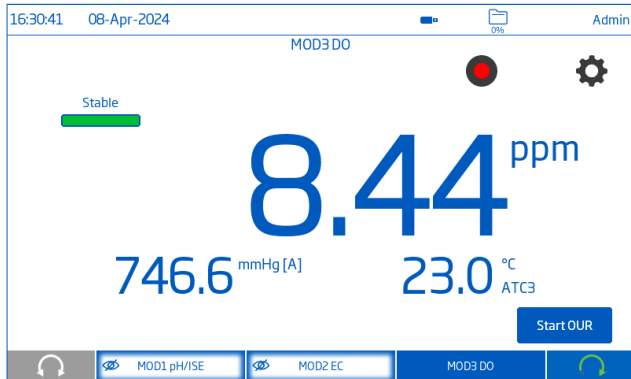 16:30:41 08-Apr-2024 0% Admin
MOD3 DO
Stable
8.44 ppm
746.6 mmHg [A] 23.0 °C
ATC3
Start OUR
MOD1 pH/ISE MOD2 EC MOD3 DO